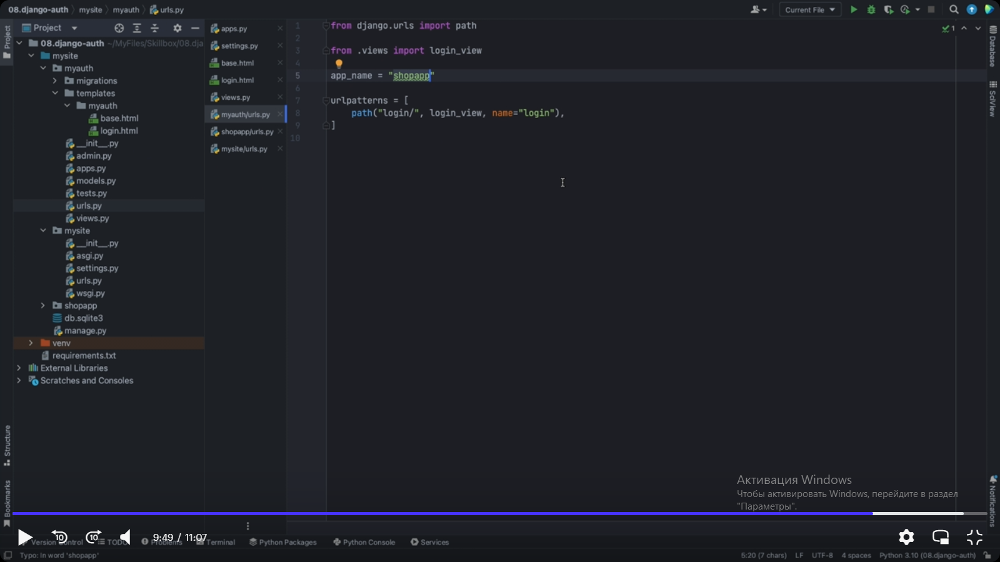 08.django-auth mysite myauth urls.py
Current File
Project
Project
08.django-auth ~/MyFiles/Skillbox/08.dja
mysite
myauth
migrations
templates
myauth
base.html
login.html
__init__.py
admin.py
apps.py
models.py
tests.py
urls.py
views.py
mysite
__init__.py
asgi.py
settings.py
urls.py
wsgi.py
shopapp
db.sqlite3
manage.py
venv
requirements.txt
External Libraries
Scratches and Consoles
Structure
Bookmarks
apps.py
settings.py
base.html
login.html
views.py
myauth/urls.py
shopapp/urls.py
mysite/urls.py
1 from django.urls import path
2
3 from .views import login_view
4
5 app_name = "shopapp"
6
7 urlpatterns = [
8 path("login/", login_view, name="login"),
9 ]
10
1
Database
SciView
Notifications
Активация Windows
Чтобы активировать Windows, перейдите в раздел
"Параметры".
10 10 9:49 / 11:07
Version Control TODO Problems Terminal Python Packages Python Console Services
Typo: In word 'shopapp'
5:20 (7 chars) LF UTF-8 4 spaces Python 3.10 (08.django-auth)